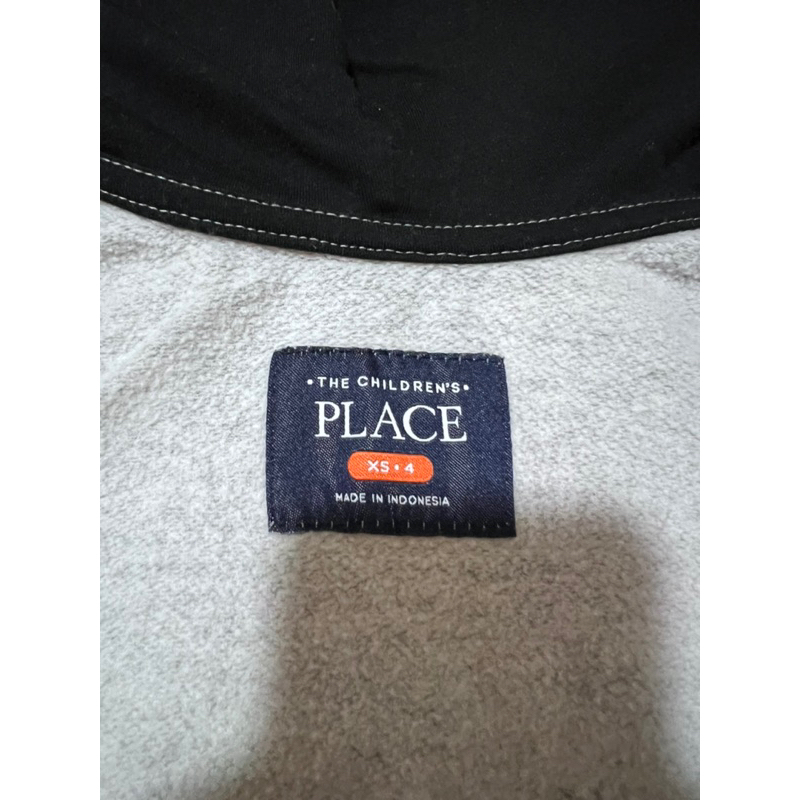 • THE CHILDREN'S •
PLACE
XS • 4
MADE IN INDONESIA